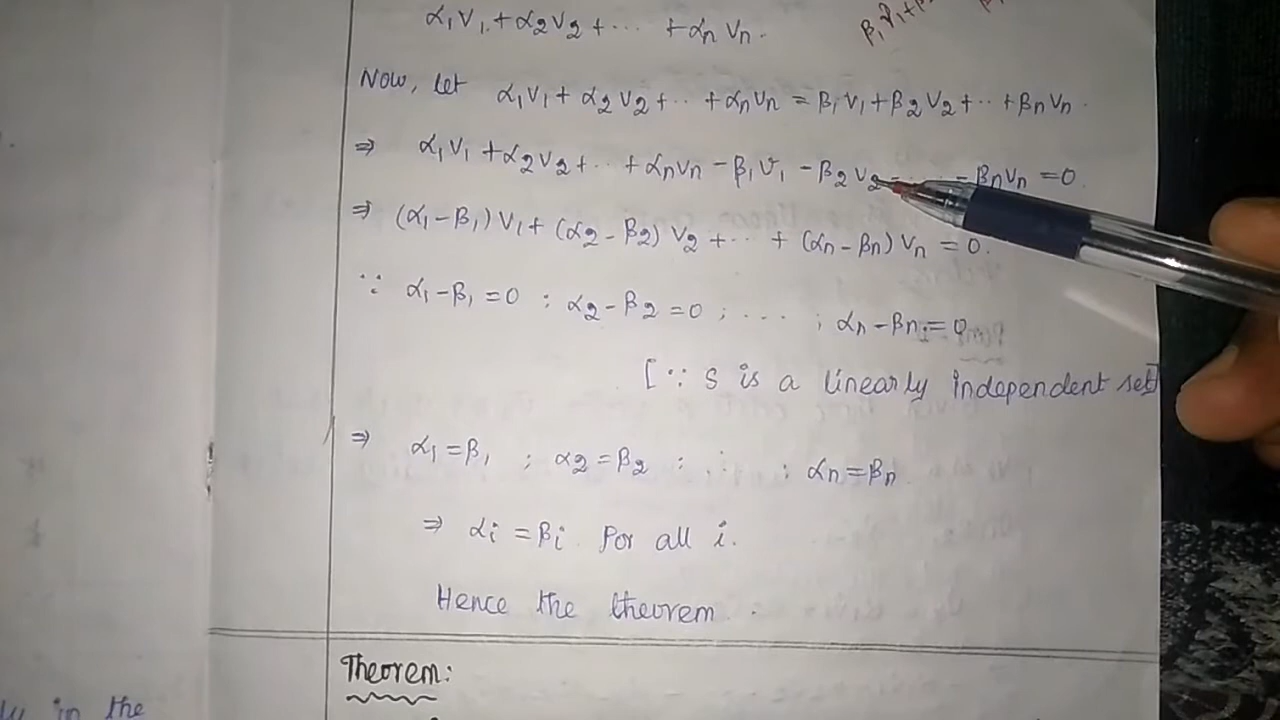 α₁V₁ + α₂V₂ + ... + αₙVₙ.
β₁V₁+β
Now, let α₁V₁ + α₂V₂ + .. + αₙVₙ = β₁V₁ + β₂V₂ + .. + βₙVₙ.
⇒ α₁V₁ + α₂V₂ + .. + αₙVₙ - β₁V₁ - β₂V₂ - ... - βₙVₙ = 0.
⇒ (α₁ - β₁) V₁ + (α₂ - β₂) V₂ + ... + (αₙ - βₙ) Vₙ = 0.
∵ α₁ - β₁ = 0 ; α₂ - β₂ = 0 ; .... ; αₙ - βₙ = 0
[∵ S is a linearly independent set]
⇒ α₁ = β₁ ; α₂ = β₂ ; ... ; αₙ = βₙ
⇒ αi = βi for all i.
Hence the theorem.
Theorem:
in the